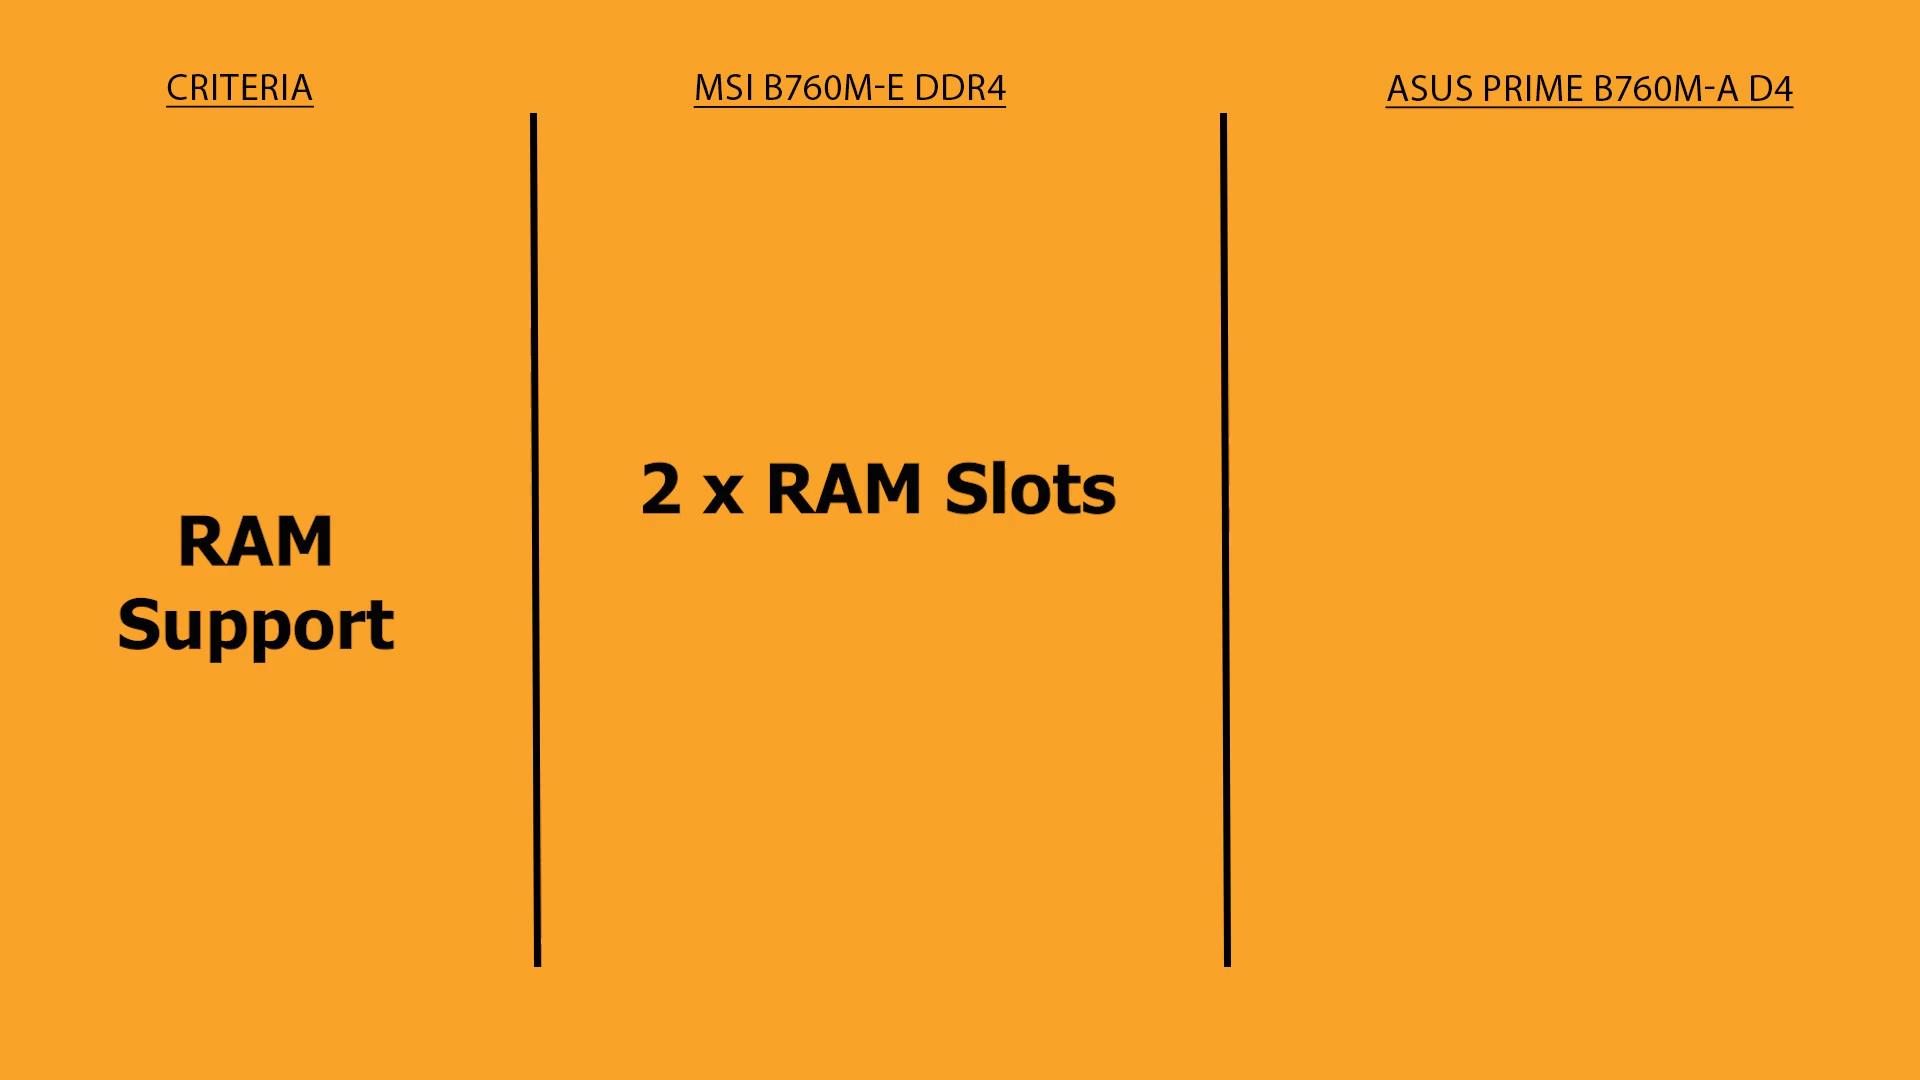 CRITERIA
MSI B760M-E DDR4
ASUS PRIME B760M-A D4
RAM
Support
2 x RAM Slots